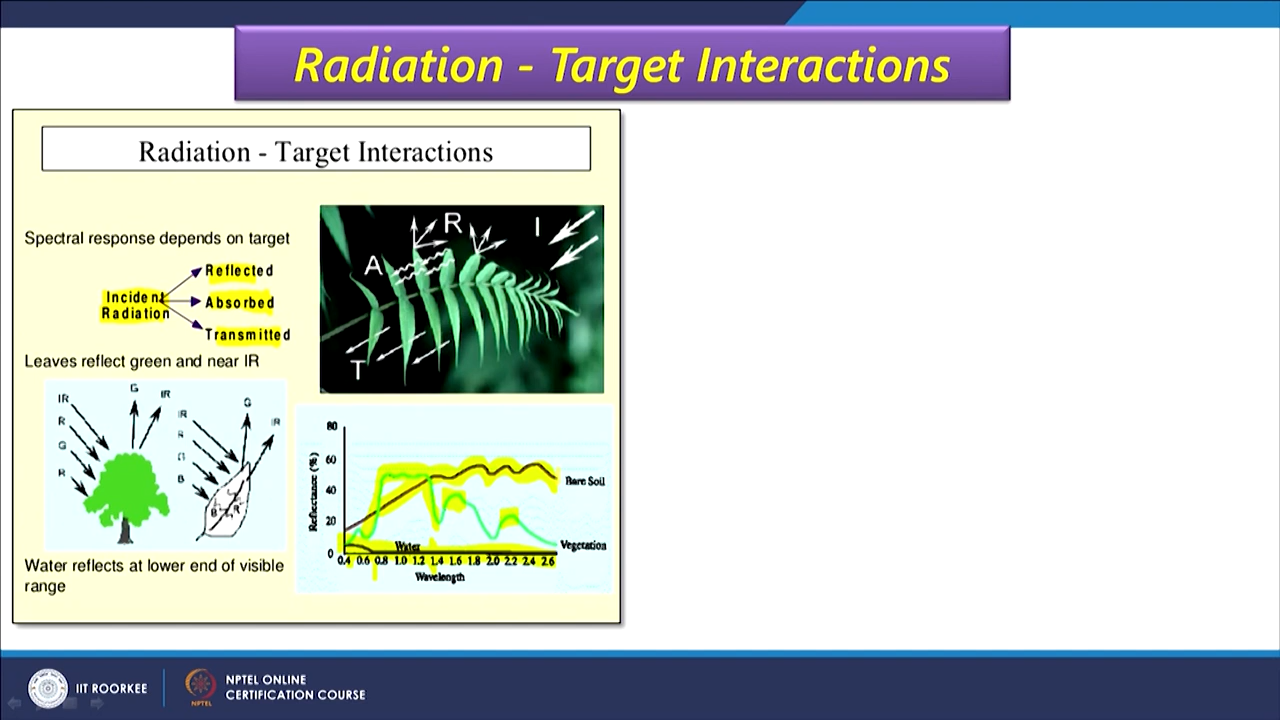 Radiation - Target Interactions
Radiation - Target Interactions
Spectral response depends on target
Incident
Radiation
Reflected
Absorbed
Transmitted
Leaves reflect green and near IR
I
R
A
T
G
IR
IR
R
G
R
G
IR
IR
R
G
B
B
R
80
60
40
20
0
Reflectance (%)
Bare Soil
Water
Vegetation
0.4 0.6 0.8 1.0 1.2 1.4 1.6 1.8 2.0 2.2 2.4 2.6
Wavelength
Water reflects at lower end of visible
range
IIT ROORKEE
NPTEL
NPTEL ONLINE
CERTIFICATION COURSE